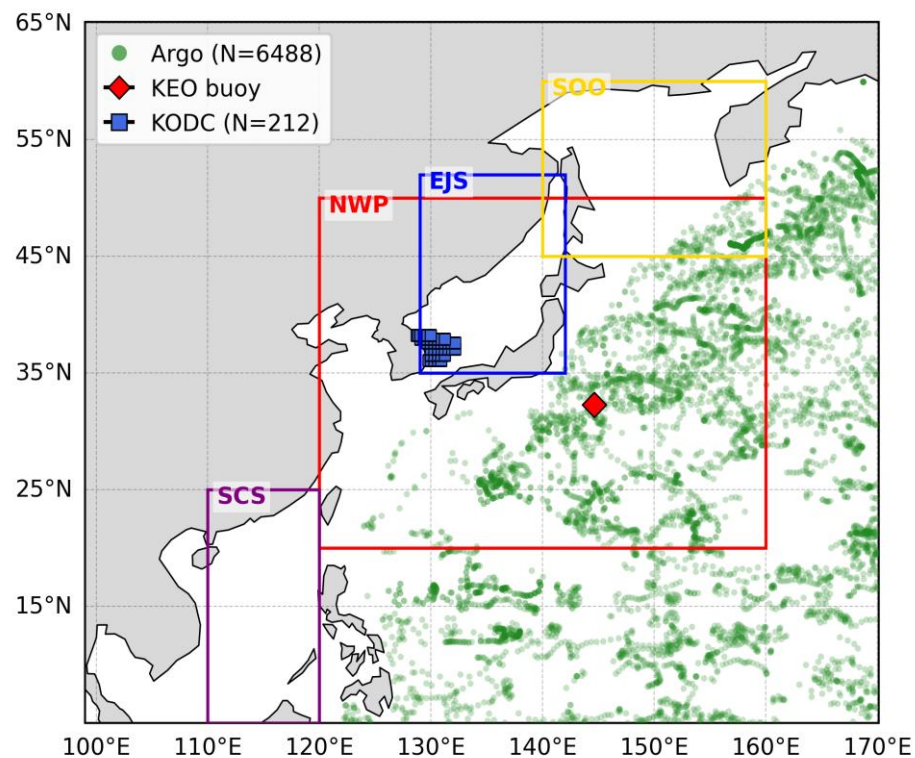 65°N
Argo (N=6488)
KEO buoy
KODC (N=212)
SOO
55°N
EJS
NWP
45°N
35°N
25°N
SCS
15°N
100°E 110°E 120°E 130°E 140°E 150°E 160°E 170°E